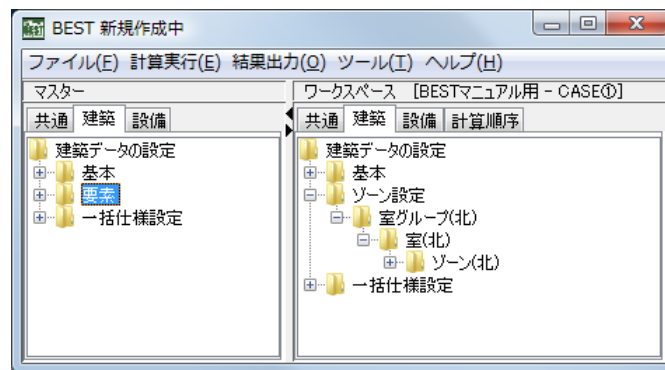 BEST 新規作成中
ファイル(F) 計算実行(E) 結果出力(O) ツール(T) ヘルプ(H)
マスター
共通 建築 設備
建築データの設定
基本
要素
一括仕様設定
ワークスペース [BESTマニュアル用 - CASE①]
共通 建築 設備 計算順序
建築データの設定
基本
ゾーン設定
室グループ(北)
室(北)
ゾーン(北)
一括仕様設定